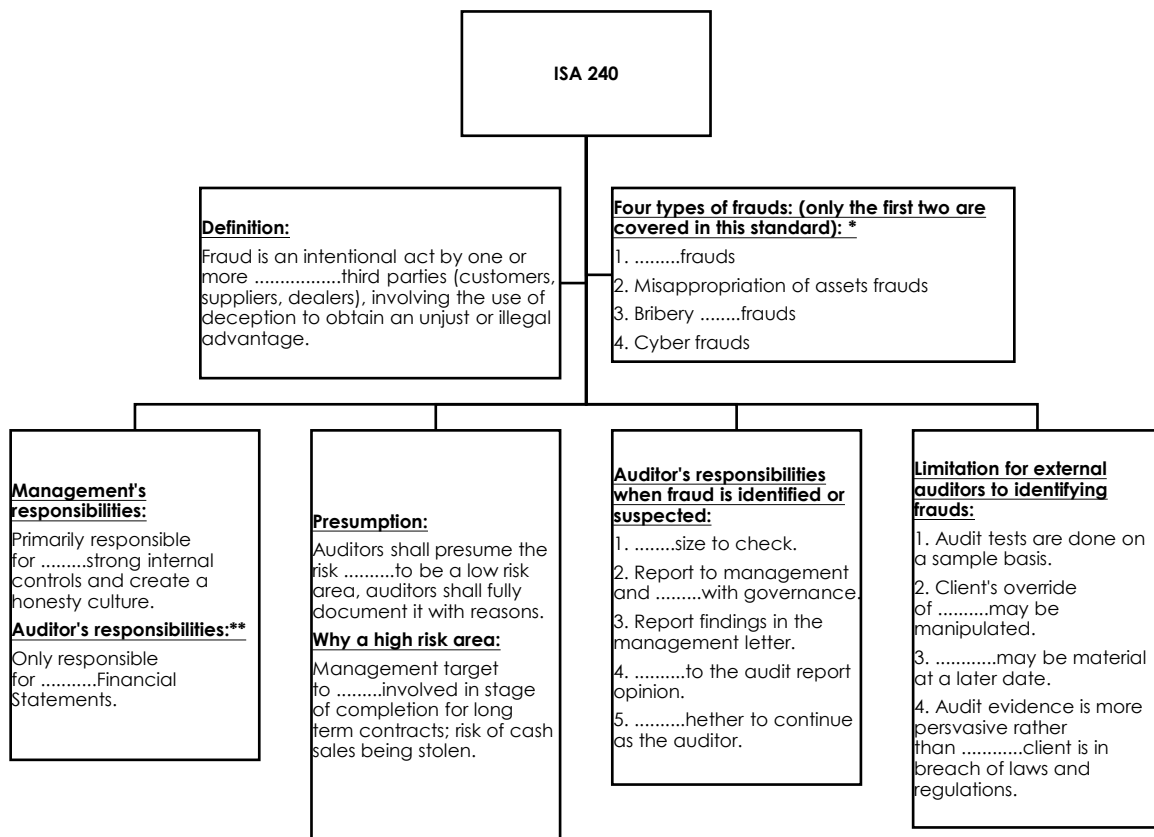 ISA 240
Definition:
Fraud is an intentional act by one or
more .................third parties (customers,
suppliers, dealers), involving the use of
deception to obtain an unjust or illegal
advantage.
Four types of frauds: (only the first two are
covered in this standard): *
1. .........frauds
2. Misappropriation of assets frauds
3. Bribery ........frauds
4. Cyber frauds
Management's
responsibilities:
Primarily responsible
for .........strong internal
controls and create a
honesty culture.
Auditor's responsibilities:**
Only responsible
for ...........Financial
Statements.
Presumption:
Auditors shall presume the
risk ..........to be a low risk
area, auditors shall fully
document it with reasons.
Why a high risk area:
Management target
to .........involved in stage
of completion for long
term contracts; risk of cash
sales being stolen.
Auditor's responsibilities
when fraud is identified or
suspected:
1. ........size to check.
2. Report to management
and .........with governance.
3. Report findings in the
management letter.
4. ..........to the audit report
opinion.
5. .........hether to continue
as the auditor.
Limitation for external
auditors to identifying
frauds:
1. Audit tests are done on
a sample basis.
2. Client's override
of .........may be
manipulated.
3. ............may be material
at a later date.
4. Audit evidence is more
persvasive rather
than ............client is in
breach of laws and
regulations.